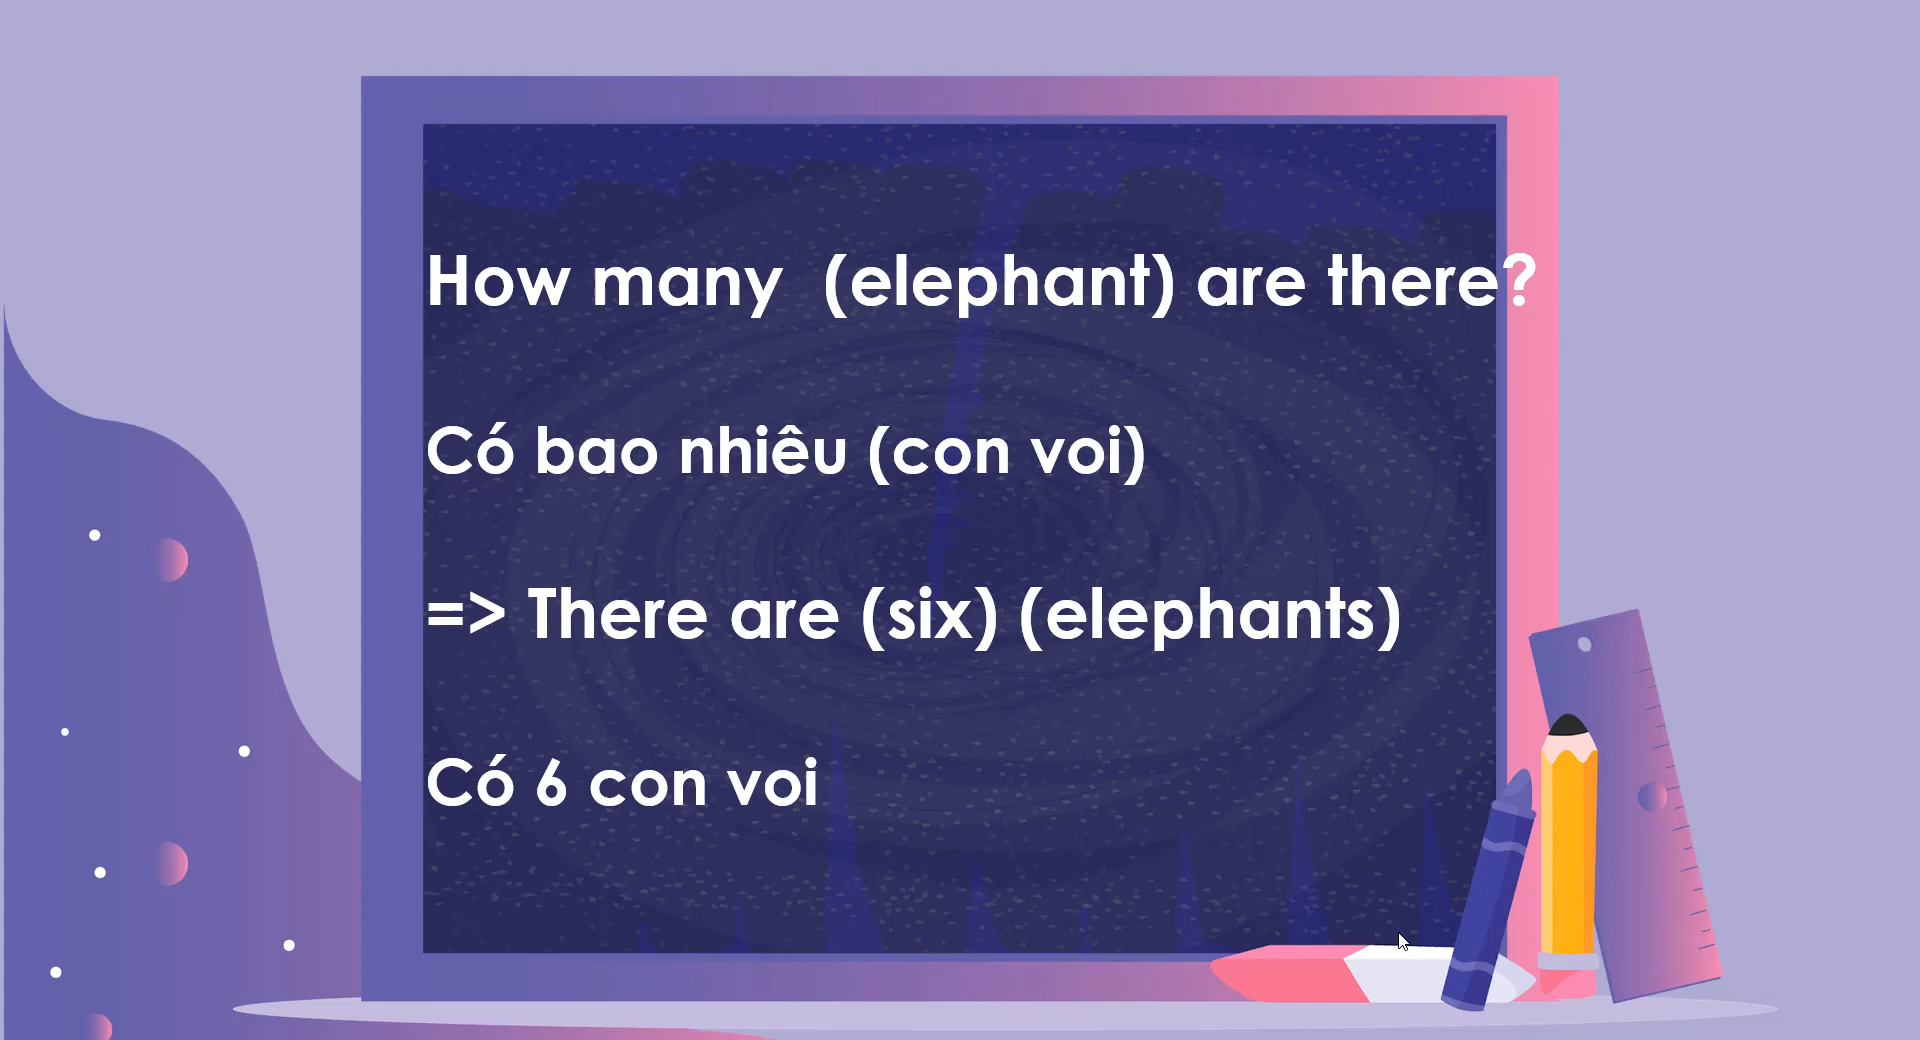 How many (elephant) are there?
Có bao nhiêu (con voi)
=> There are (six) (elephants)
Có 6 con voi